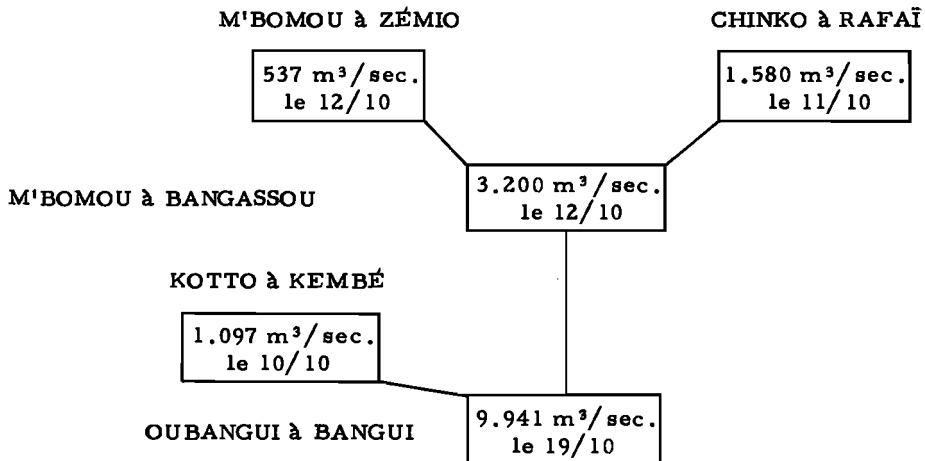 M'BOMOU à ZÉMIO
CHINKO à RAFAÏ
537 m³/sec.
le 12/10
1.580 m³/sec.
le 11/10
M'BOMOU à BANGASSOU
3.200 m³/sec.
le 12/10
KOTTO à KEMBÉ
1.097 m³/sec.
le 10/10
OUBANGUI à BANGUI
9.941 m³/sec.
le 19/10